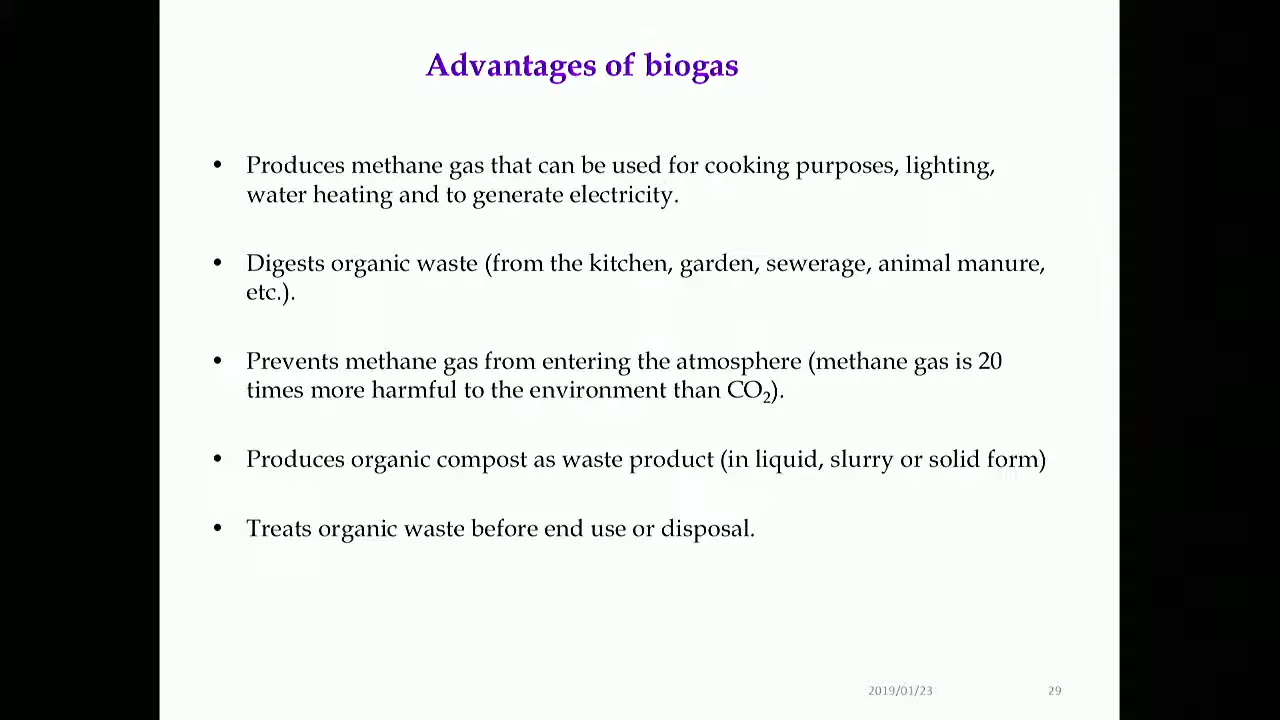 Advantages of biogas
• Produces methane gas that can be used for cooking purposes, lighting,
water heating and to generate electricity.
• Digests organic waste (from the kitchen, garden, sewerage, animal manure,
etc.).
• Prevents methane gas from entering the atmosphere (methane gas is 20
times more harmful to the environment than CO₂).
• Produces organic compost as waste product (in liquid, slurry or solid form)
• Treats organic waste before end use or disposal.
2019/01/23 29